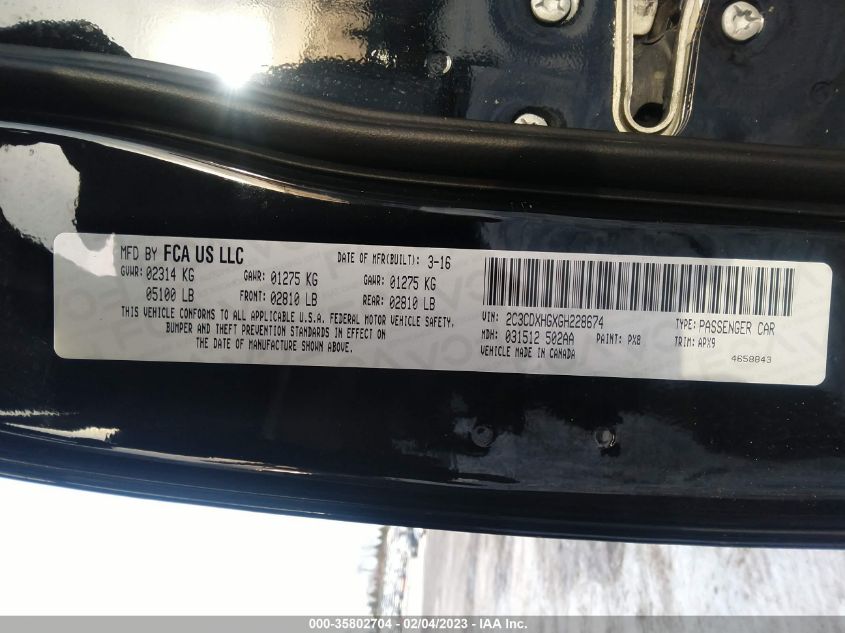 MFD BY FCA US LLC DATE OF MFR(BUILT): 3-16
GVWR: 02314 KG GAWR: 01275 KG GAWR: 01275 KG
05100 LB FRONT: 02810 LB REAR: 02810 LB
THIS VEHICLE CONFORMS TO ALL APPLICABLE U.S.A. FEDERAL MOTOR VEHICLE SAFETY,
BUMPER AND THEFT PREVENTION STANDARDS IN EFFECT ON
THE DATE OF MANUFACTURE SHOWN ABOVE.
VIN: 2C3CDXHGXGH228674 TYPE: PASSENGER CAR
MDH: 031512 502AA PAINT: PX8 TRIM: APX9
VEHICLE MADE IN CANADA 4658843
000-35802704 - 02/04/2023 - IAA Inc.